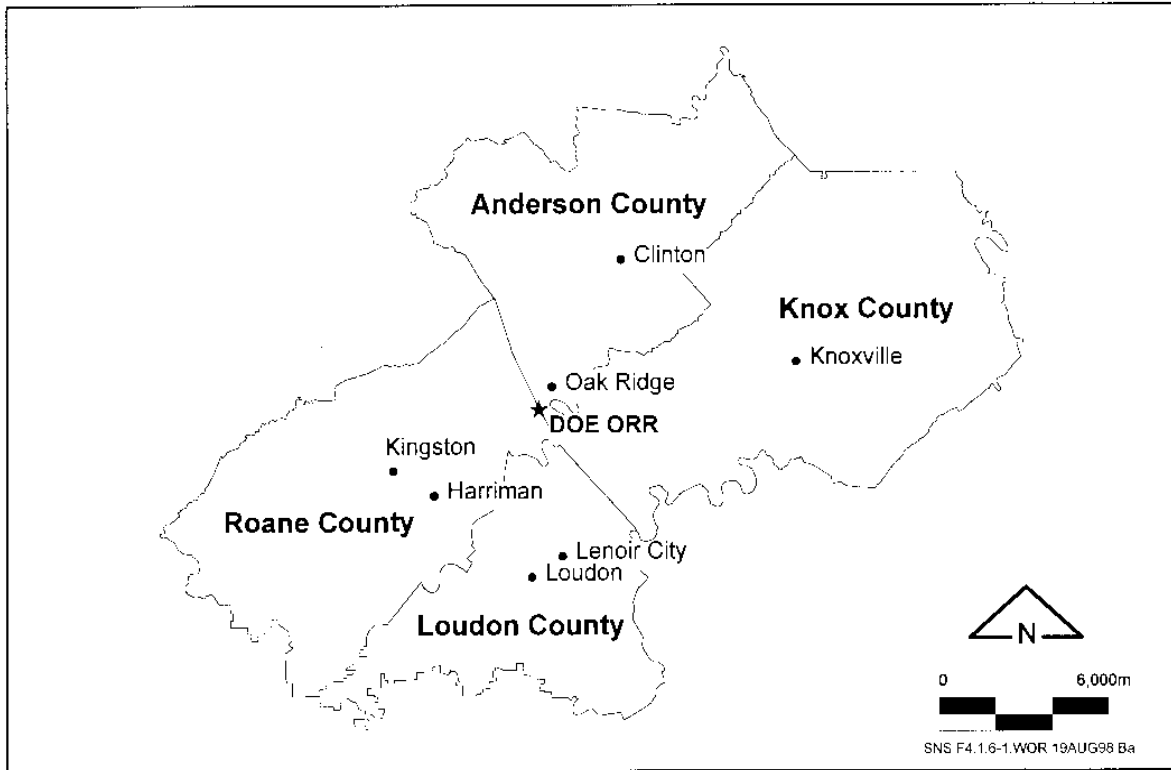 Anderson County
Clinton
Knox County
Knoxville
Oak Ridge
DOE ORR
Kingston
Harriman
Roane County
Lenoir City
Loudon
Loudon County
N
0 6,000m
SNS F4.1.6-1.WOR 19AUG98 Ba